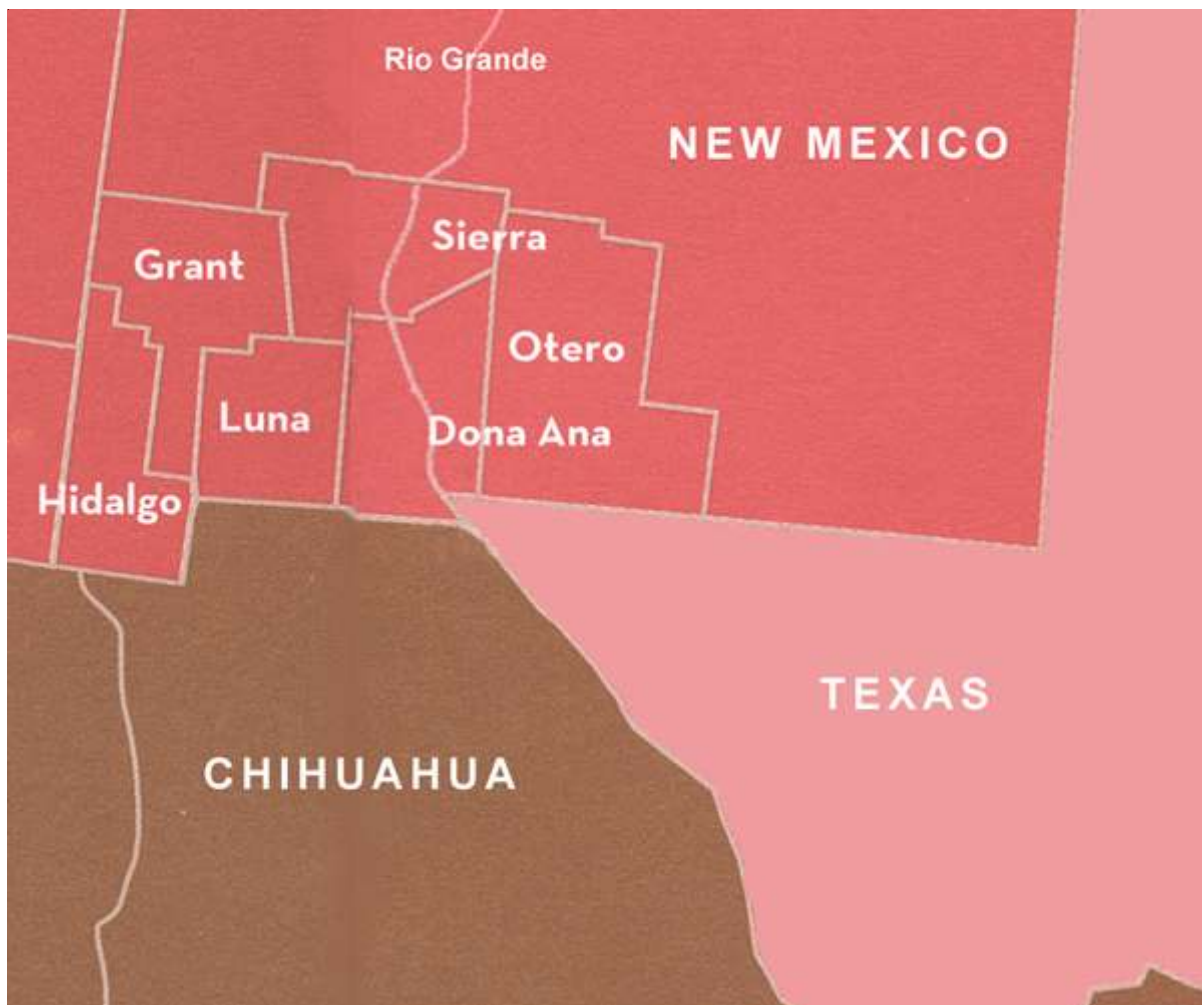 Rio Grande
NEW MEXICO
Sierra
Grant
Otero
Luna
Dona Ana
Hidalgo
TEXAS
CHIHUAHUA